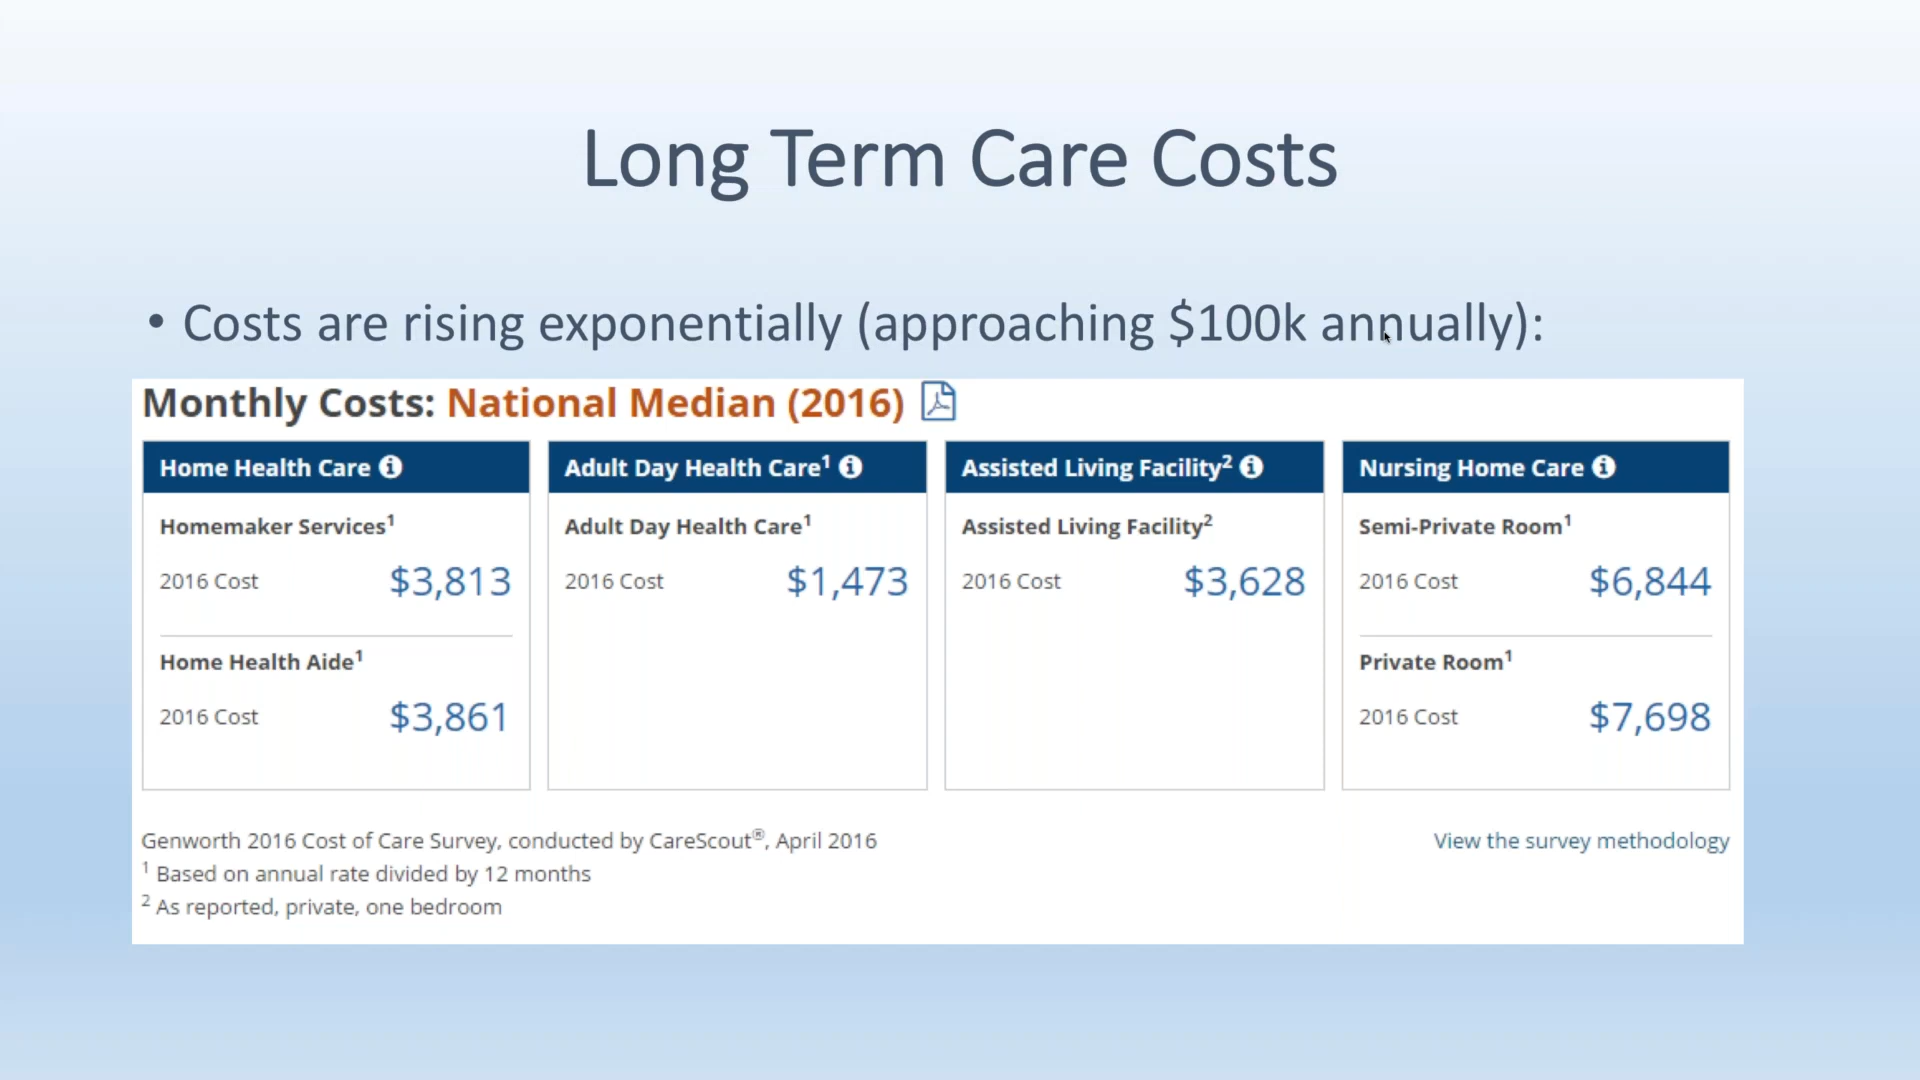 Long Term Care Costs
• Costs are rising exponentially (approaching $100k annually):
Monthly Costs: National Median (2016)
Home Health Care
Homemaker Services¹
2016 Cost $3,813
Home Health Aide¹
2016 Cost $3,861
Adult Day Health Care¹
Adult Day Health Care¹
2016 Cost $1,473
Assisted Living Facility²
Assisted Living Facility²
2016 Cost $3,628
Nursing Home Care
Semi-Private Room¹
2016 Cost $6,844
Private Room¹
2016 Cost $7,698
Genworth 2016 Cost of Care Survey, conducted by CareScout®, April 2016
View the survey methodology
¹ Based on annual rate divided by 12 months
² As reported, private, one bedroom